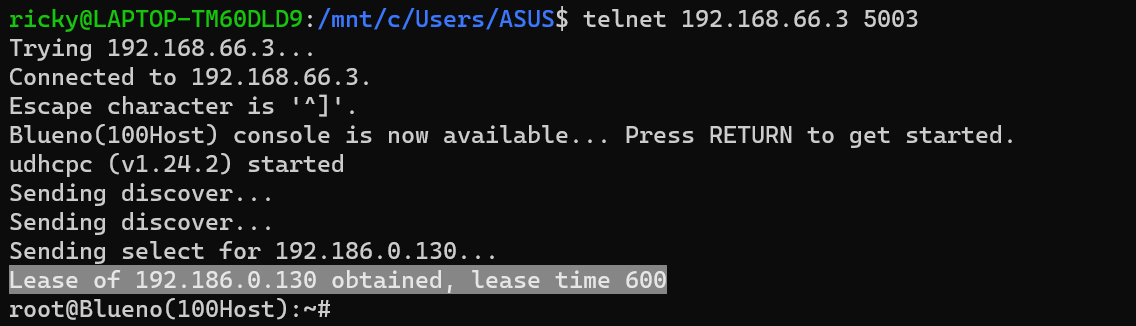 ricky@LAPTOP-TM60DLD9:/mnt/c/Users/ASUS$ telnet 192.168.66.3 5003
Trying 192.168.66.3...
Connected to 192.168.66.3.
Escape character is '^]'.
Blueno(100Host) console is now available... Press RETURN to get started.
udhcpc (v1.24.2) started
Sending discover...
Sending discover...
Sending select for 192.186.0.130...
Lease of 192.186.0.130 obtained, lease time 600
root@Blueno(100Host):~#